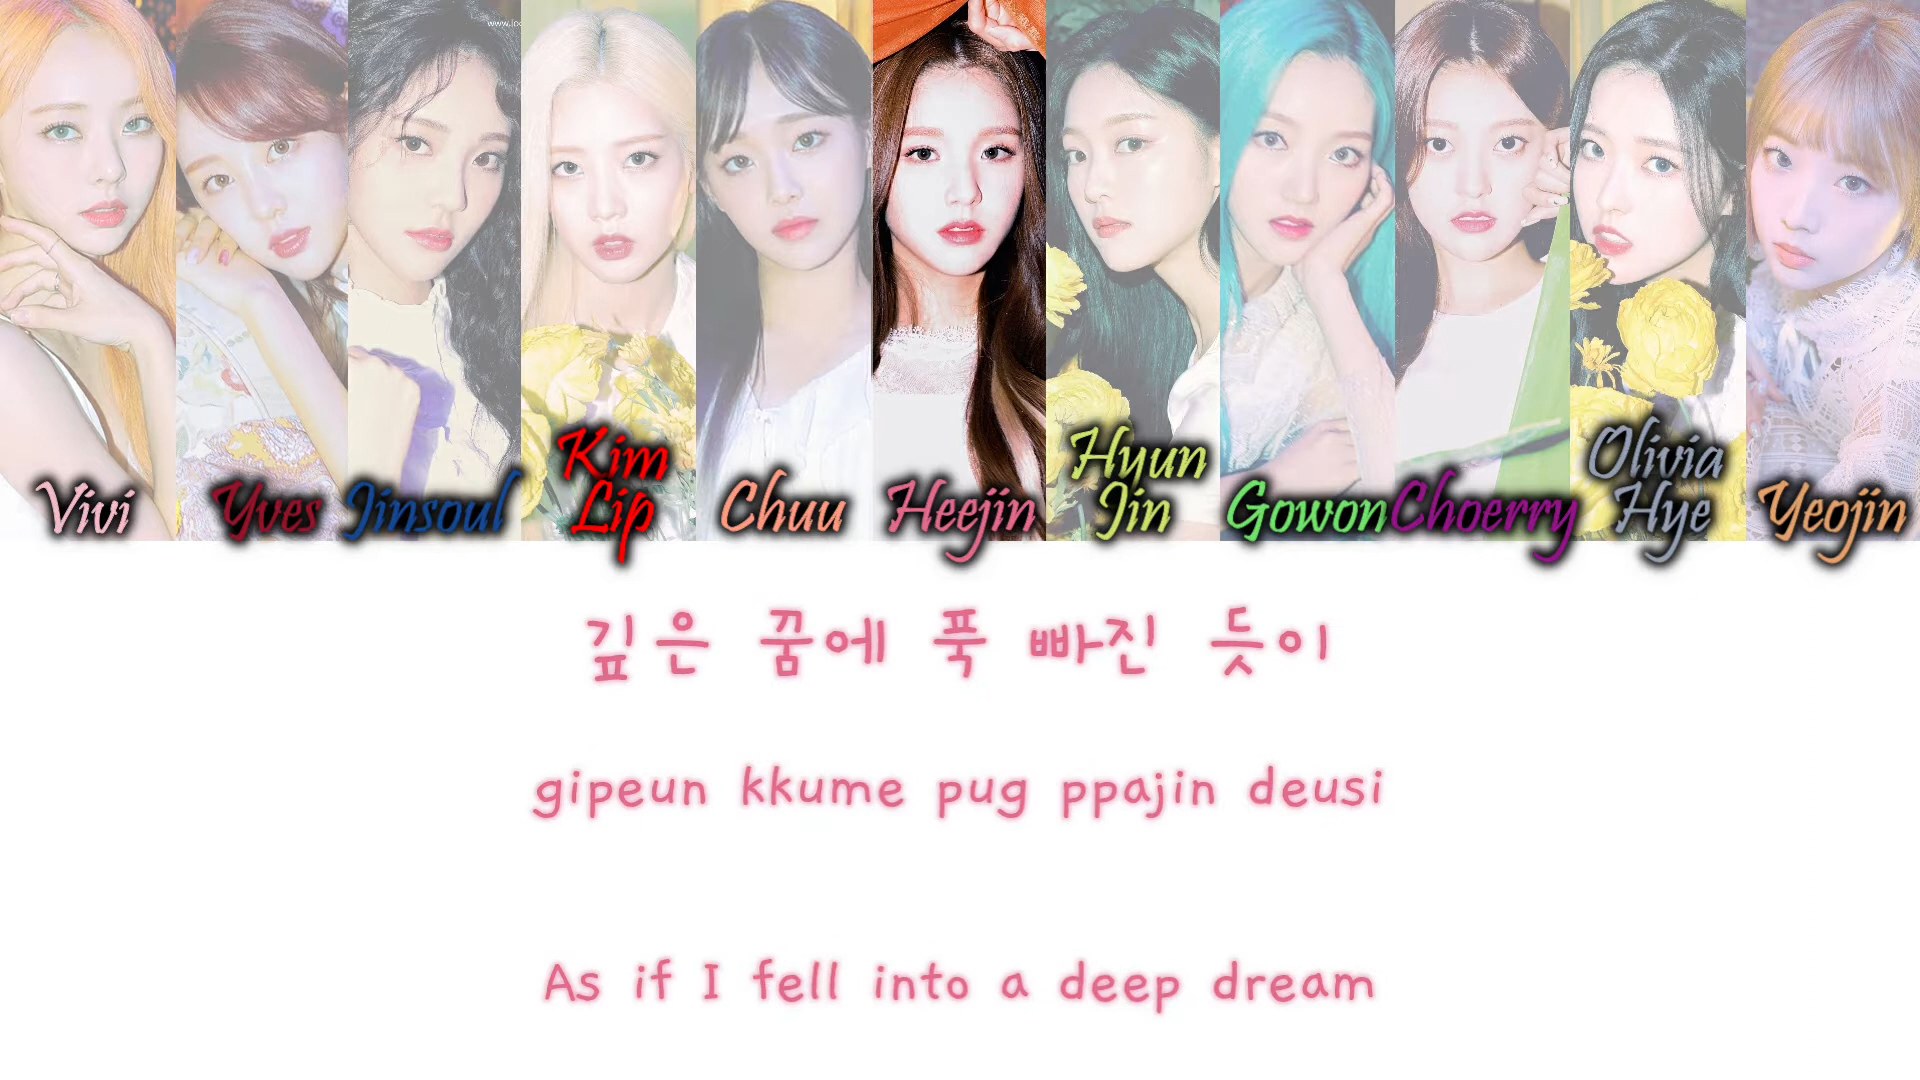 Vivi
Yves
Jinsoul
Kim
Lip
Chuu
Heejin
Hyun
Jin
Gowon
Choerry
Olivia
Hye
Yeojin
깊은 꿈에 푹 빠진 듯이
gipeun kkume pug ppajin deusi
As if I fell into a deep dream